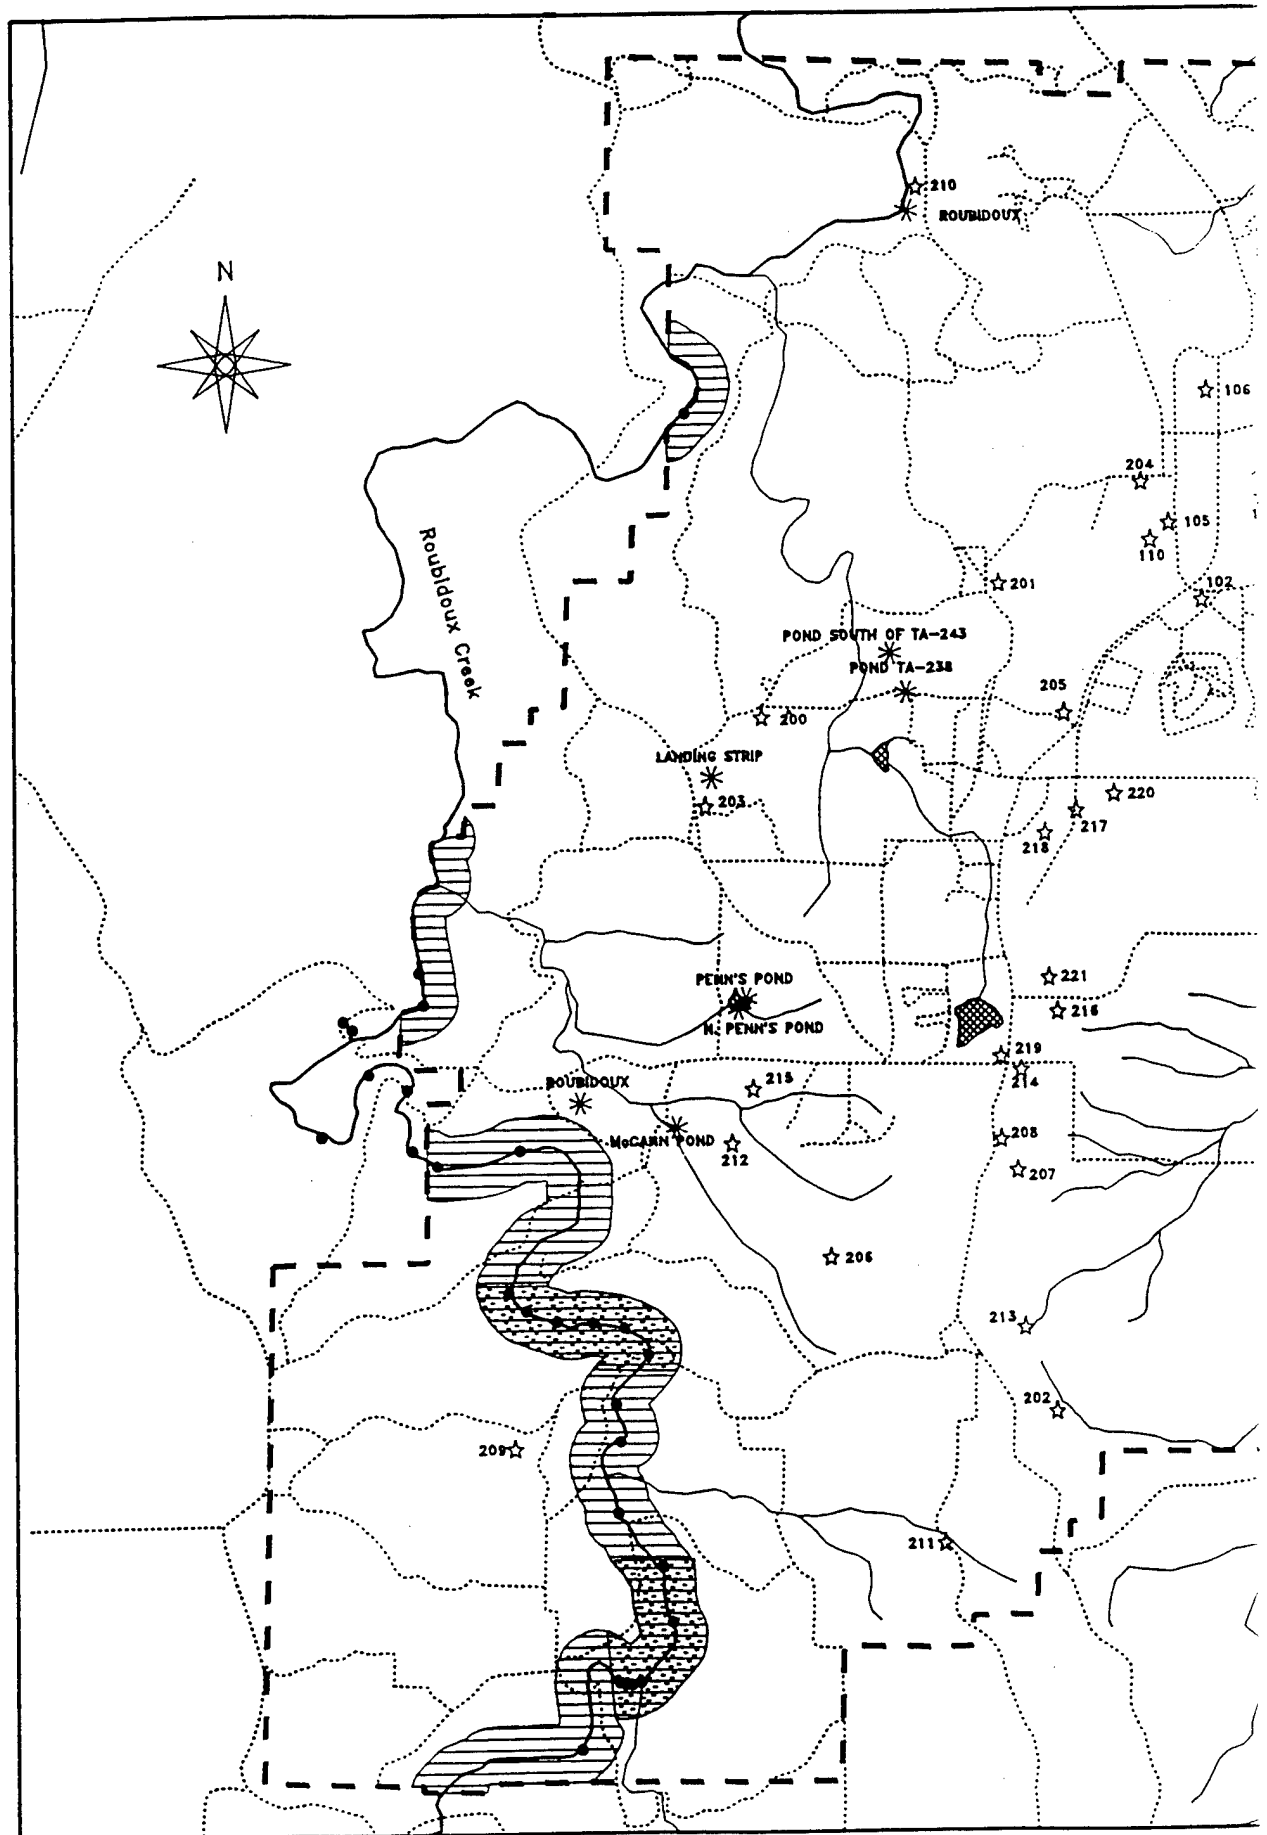 210
ROUBIDOUX
N
106
204
105
110
Roubidoux Creek
201
102
POND SOUTH OF TA-243
POND TA-238
205
200
LANDING STRIP
203
220
217
218
PENN'S POND
221
N. PENN'S POND
216
219
214
ROUBIDOUX
215
McCANN POND
212
208
207
206
213
202
209
211